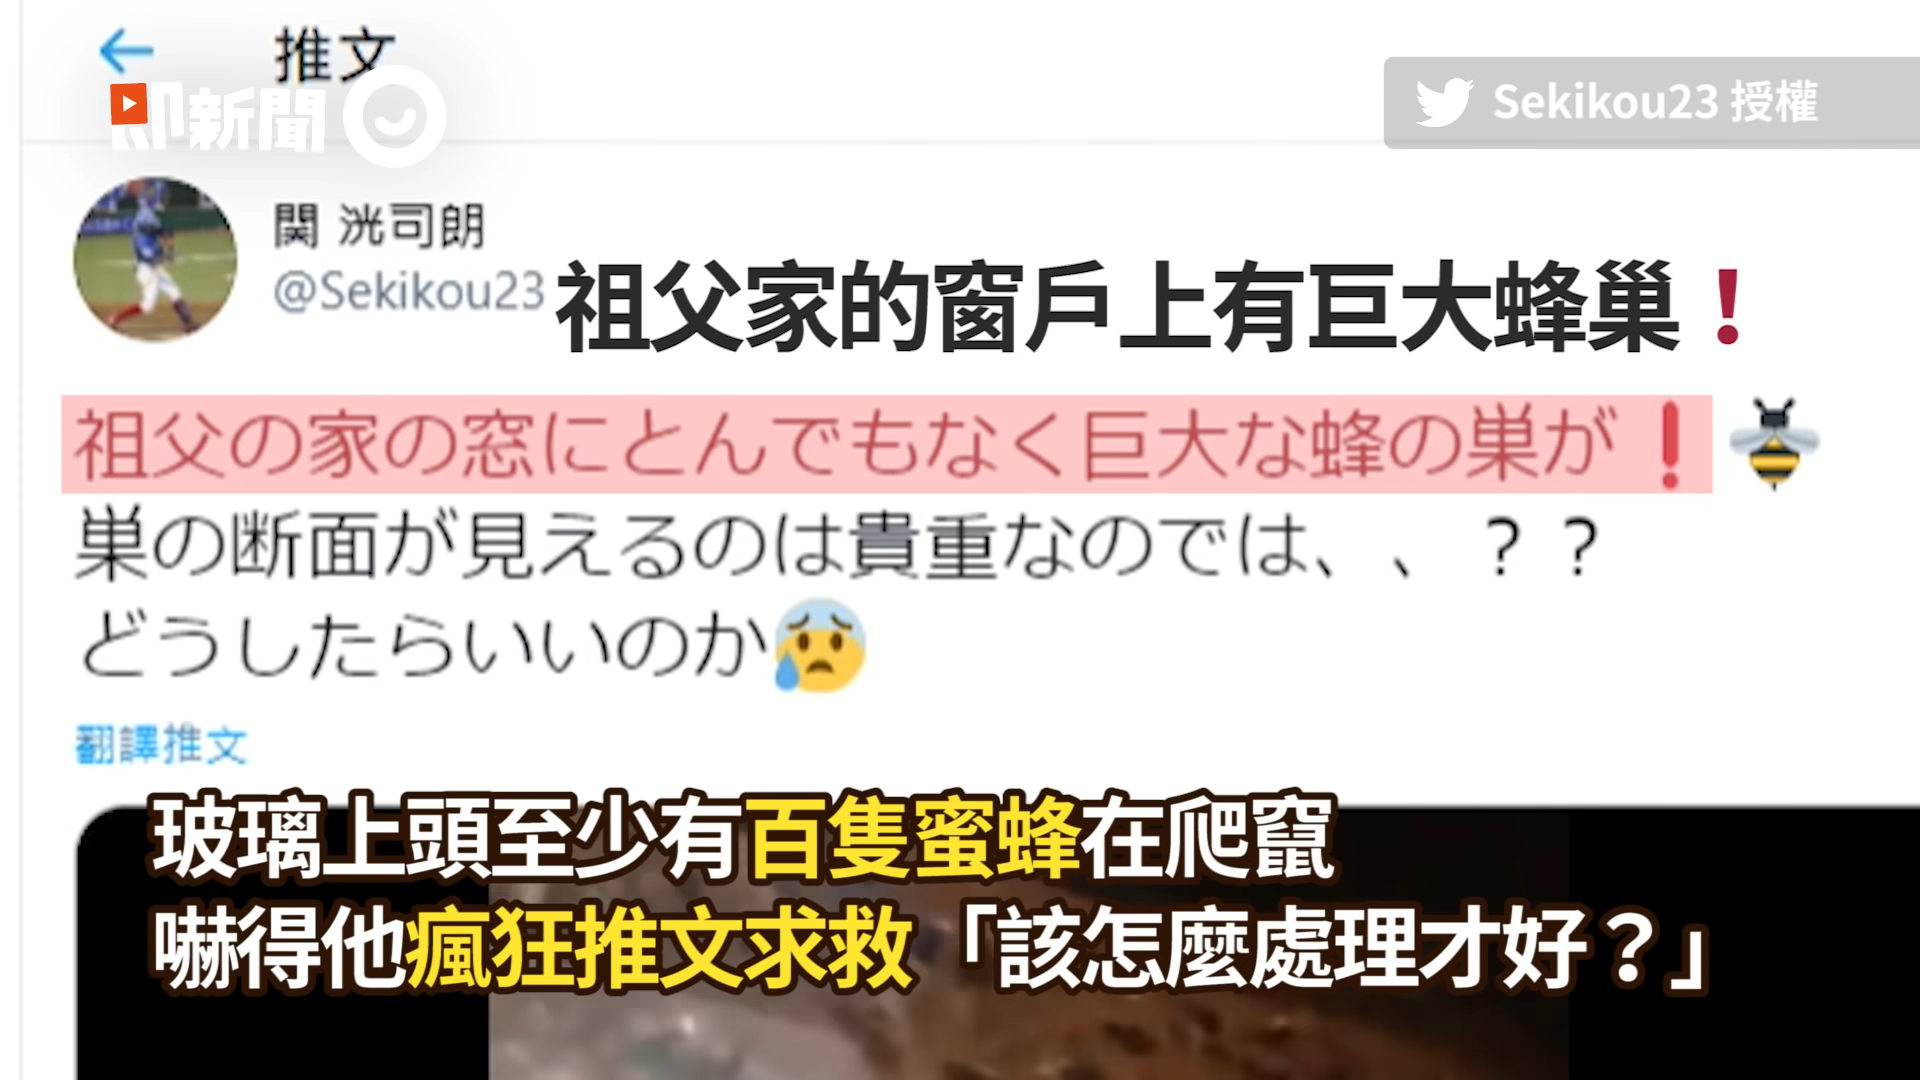 推文
即新聞
Sekikou23 授權
関 洸司朗
@Sekikou23
祖父家的窗戶上有巨大蜂巢❗
祖父の家の窓にとんでもなく巨大な蜂の巣が❗🐝
巣の断面が見えるのは貴重なのでは、、？？
どうしたらいいのか😰
翻譯推文
玻璃上頭至少有百隻蜜蜂在爬竄
嚇得他瘋狂推文求救「該怎麼處理才好？」